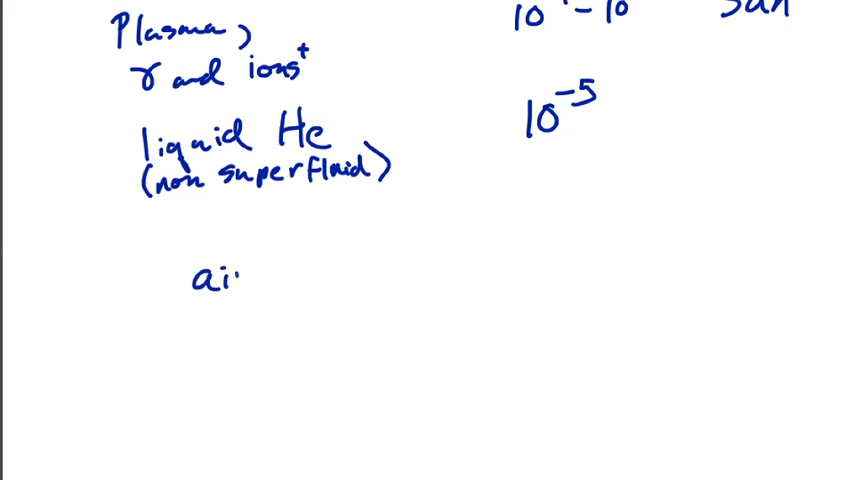 Plasma,
γ and ions⁺
liquid He 10⁻⁵
(non superfluid)
ai